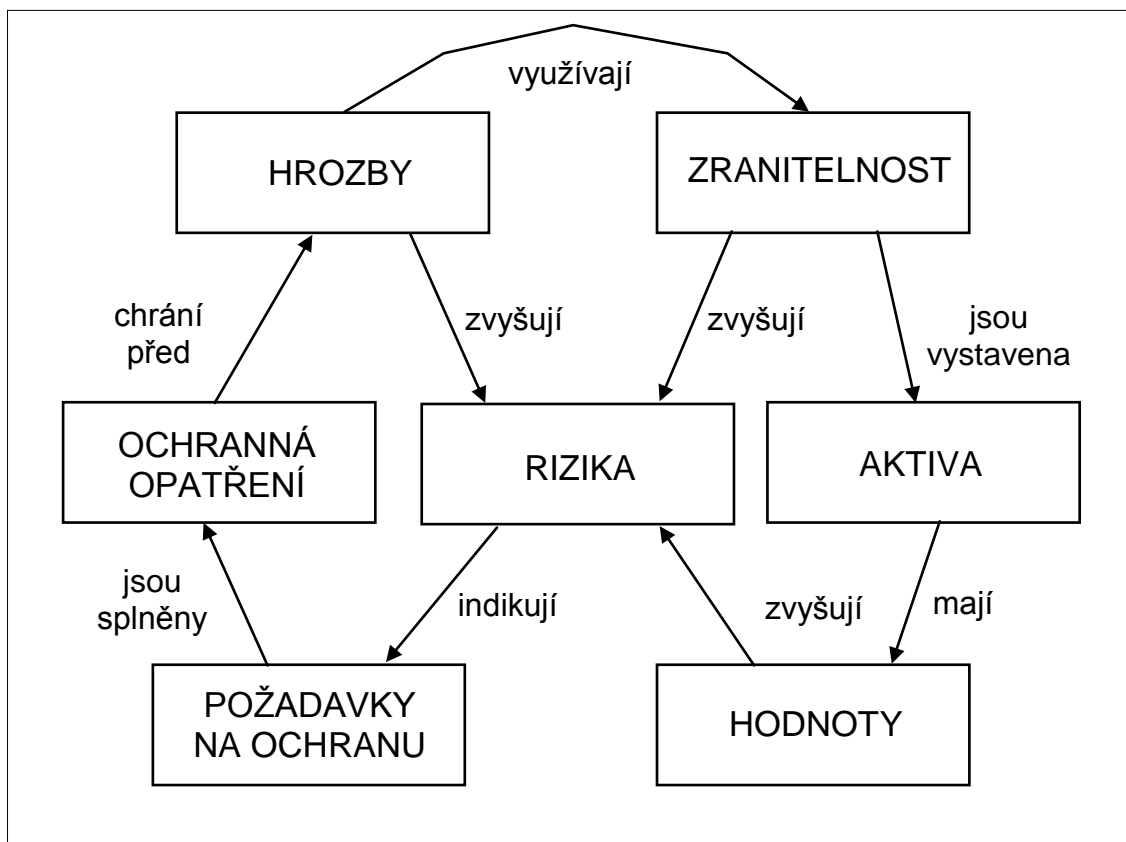 využívají
HROZBY
ZRANITELNOST
chrání
před
zvyšují
zvyšují
jsou
vystavena
OCHRANNÁ
OPATŘENÍ
RIZIKA
AKTIVA
jsou
splněny
indikují
zvyšují
mají
POŽADAVKY
NA OCHRANU
HODNOTY